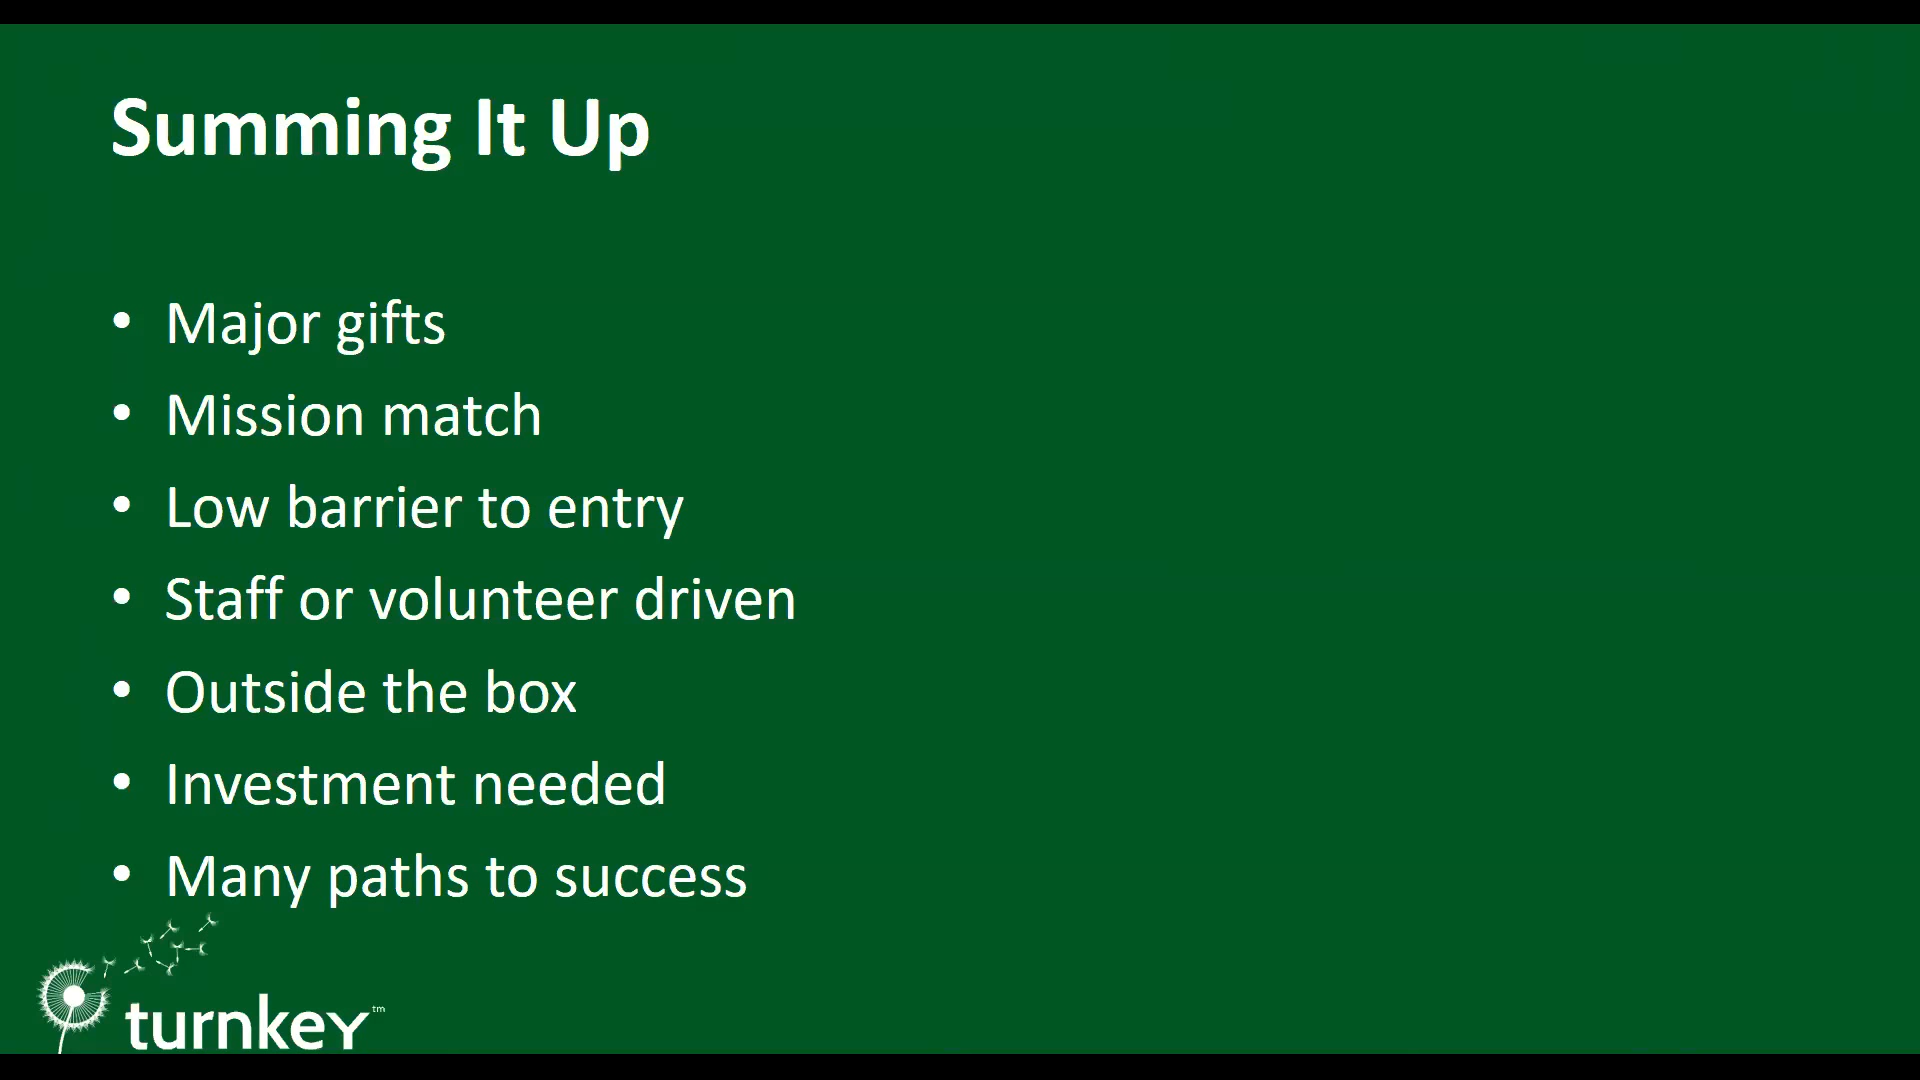 Summing It Up
• Major gifts
• Mission match
• Low barrier to entry
• Staff or volunteer driven
• Outside the box
• Investment needed
• Many paths to success
turnkey™